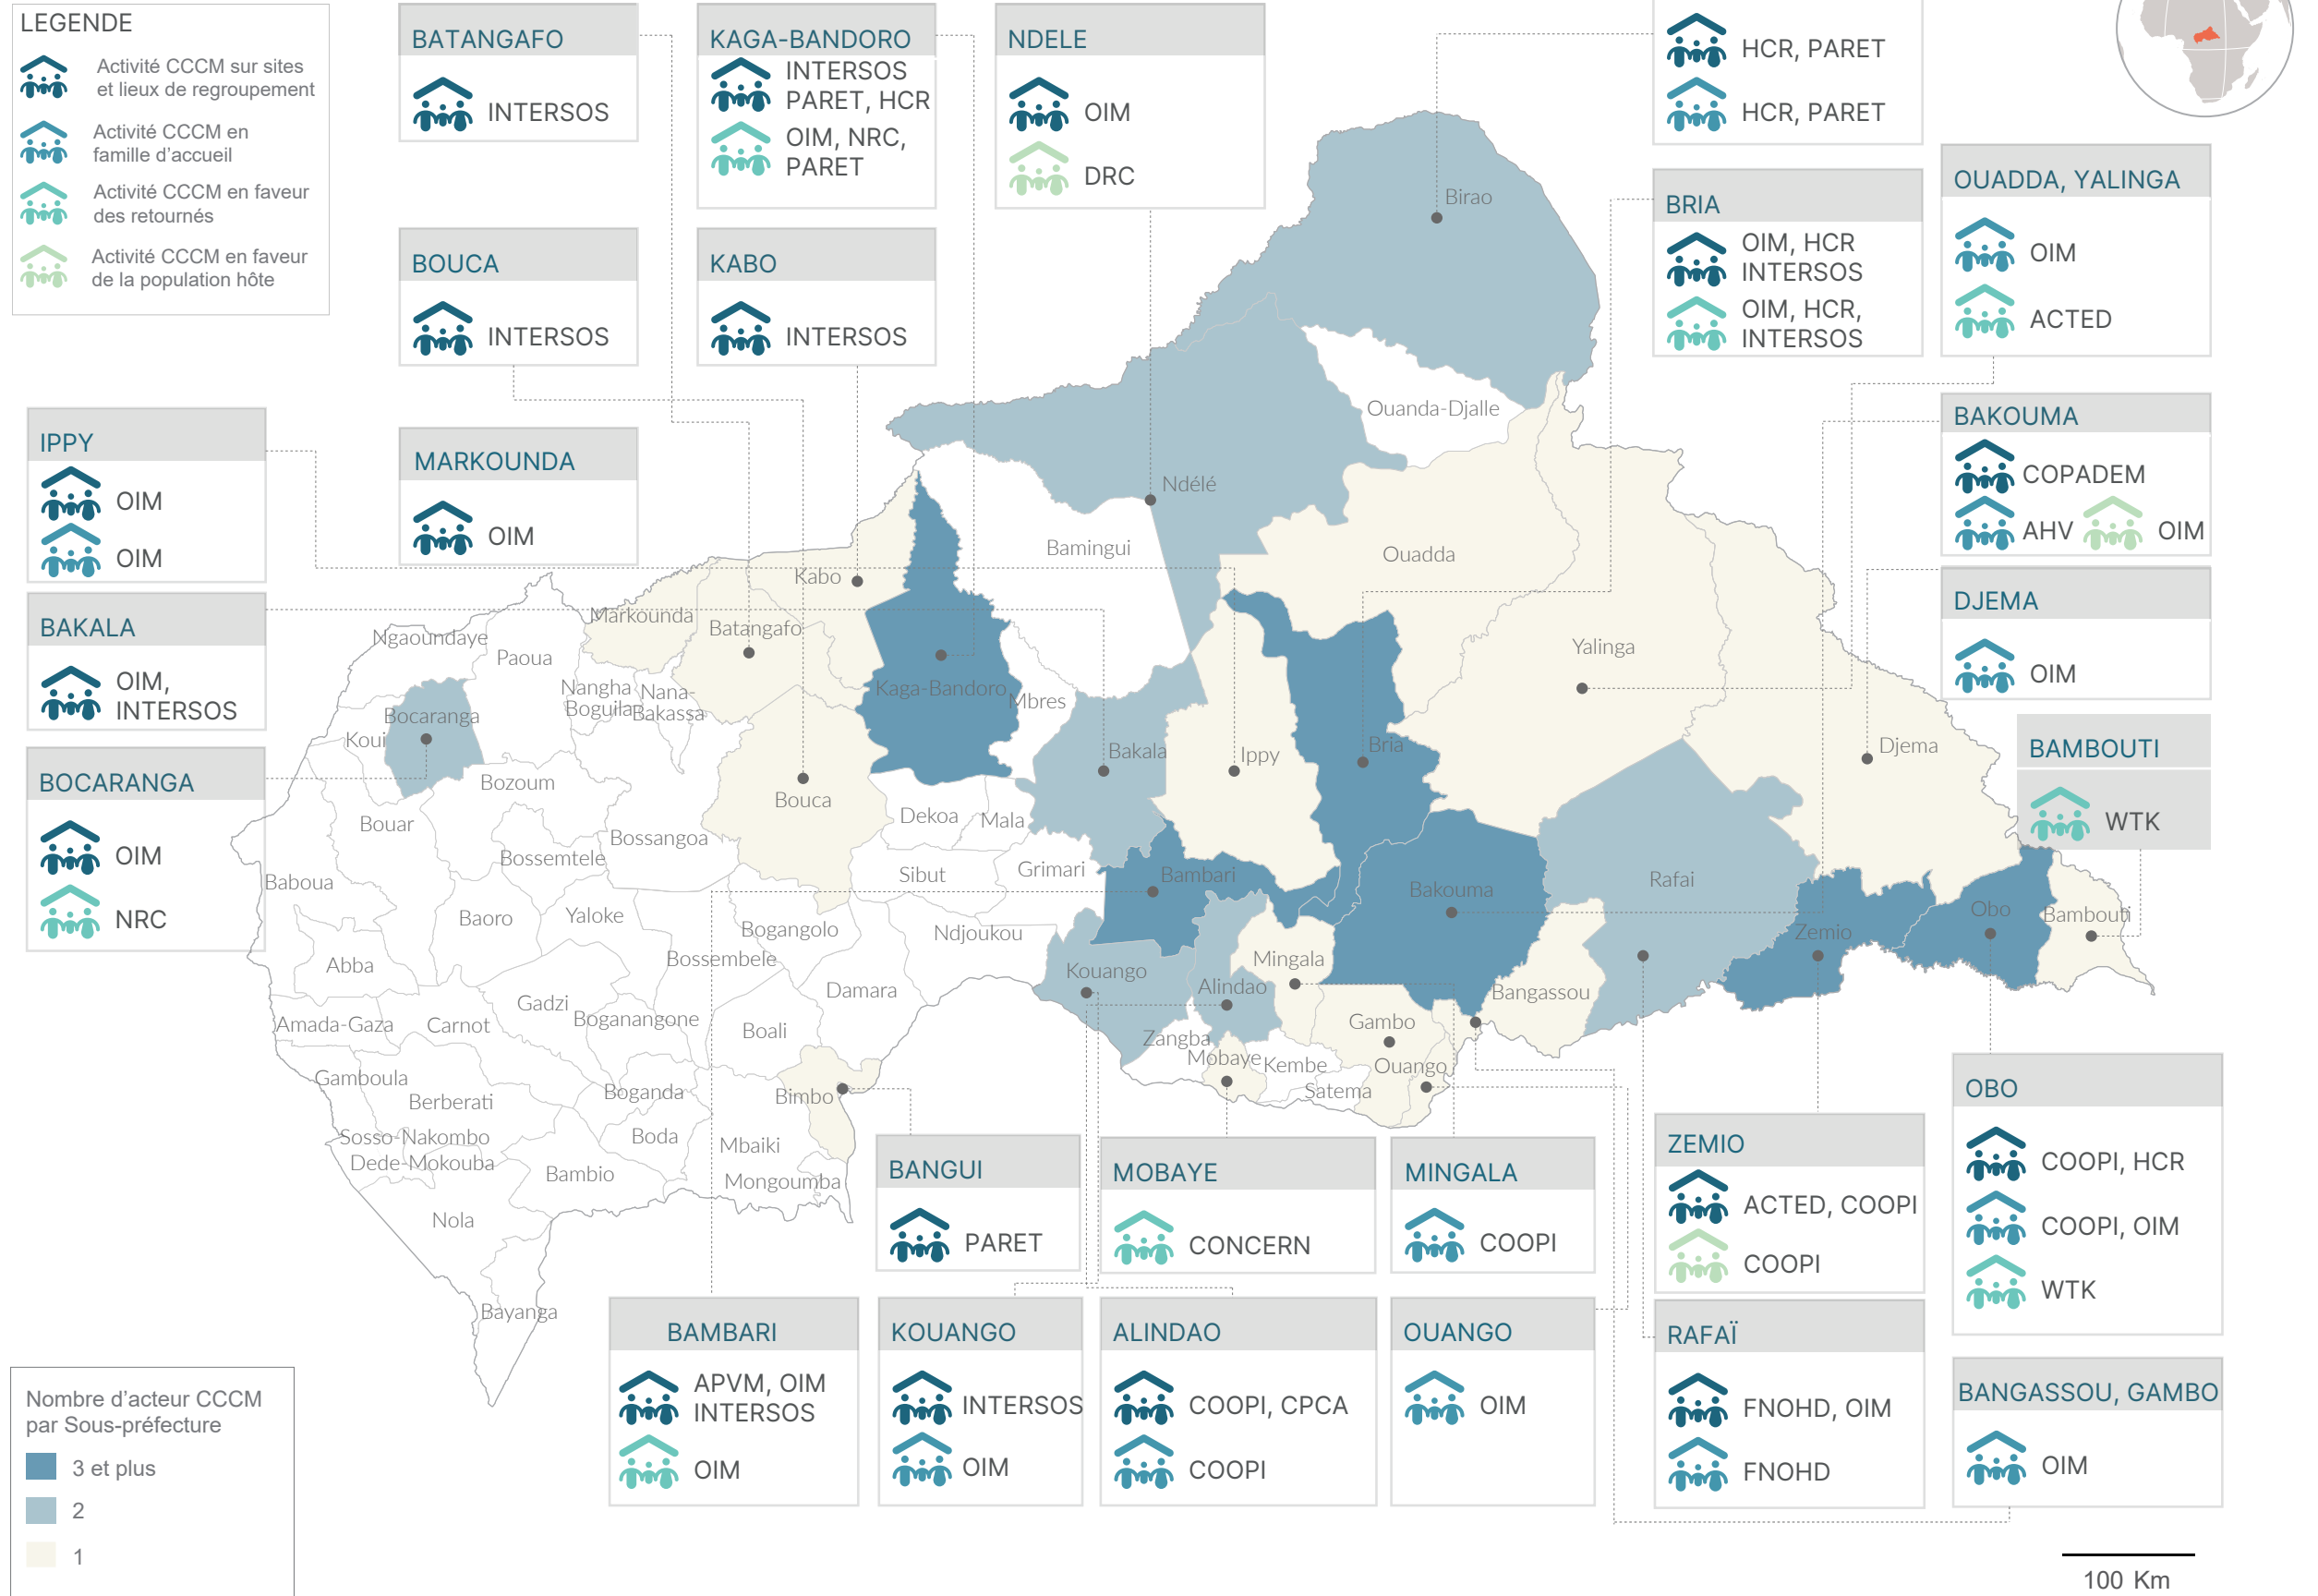 LEGENDE
Activité CCCM sur sites
et lieux de regroupement
Activité CCCM en
famille d'accueil
Activité CCCM en faveur
des retournés
Activité CCCM en faveur
de la population hôte
BATANGAFO
INTERSOS
KAGA-BANDORO
INTERSOS
PARET, HCR
OIM, NRC,
PARET
NDELE
OIM
DRC
HCR, PARET
HCR, PARET
BRIA
OIM, HCR
INTERSOS
OIM, HCR,
INTERSOS
OUADDA, YALINGA
OIM
ACTED
BOUCA
INTERSOS
KABO
INTERSOS
IPPY
OIM
OIM
MARKOUNDA
OIM
BAKOUMA
COPADEM
AHV
OIM
BAKALA
OIM,
INTERSOS
DJEMA
OIM
BOCARANGA
OIM
NRC
BAMBOUTI
WTK
Birao
Ouanda-Djalle
Ndélé
Bamingui
Ouadda
Kabo
Markounda
Batangafo
Ngaoundaye
Paoua
Yalinga
Nangha
Boguila
Nana-
Bakassa
Kaga-Bandoro
Mbres
Bocaranga
Koui
Bakala
Ippy
Bria
Djema
Bozoum
Bouca
Bouar
Dekoa
Mala
Bossangoa
Bossemtele
Baboua
Sibut
Grimari
Bambari
Bakouma
Rafai
Obo
Bambouti
Baoro
Yaloke
Bogangolo
Ndjoukou
Zemio
Abba
Bossembele
Mingala
Kouango
Alindao
Bangassou
Damara
Gadzi
Amada-Gaza
Carnot
Boganangone
Boali
Gambo
Zangba
Mobaye
Kembe
Ouango
Satema
Gamboula
Berberati
Boganda
Bimbo
Sosso-Nakombo
Dede-Mokouba
Boda
Mbaiki
Bambio
Mongoumba
Nola
Bayanga
BANGUI
PARET
MOBAYE
CONCERN
MINGALA
COOPI
ZEMIO
ACTED, COOPI
COOPI
OBO
COOPI, HCR
COOPI, OIM
WTK
BAMBARI
APVM, OIM
INTERSOS
OIM
KOUANGO
INTERSOS
OIM
ALINDAO
COOPI, CPCA
COOPI
OUANGO
OIM
RAFAÏ
FNOHD, OIM
FNOHD
BANGASSOU, GAMBO
OIM
Nombre d'acteur CCCM
par Sous-préfecture
3 et plus
2
1
100 Km